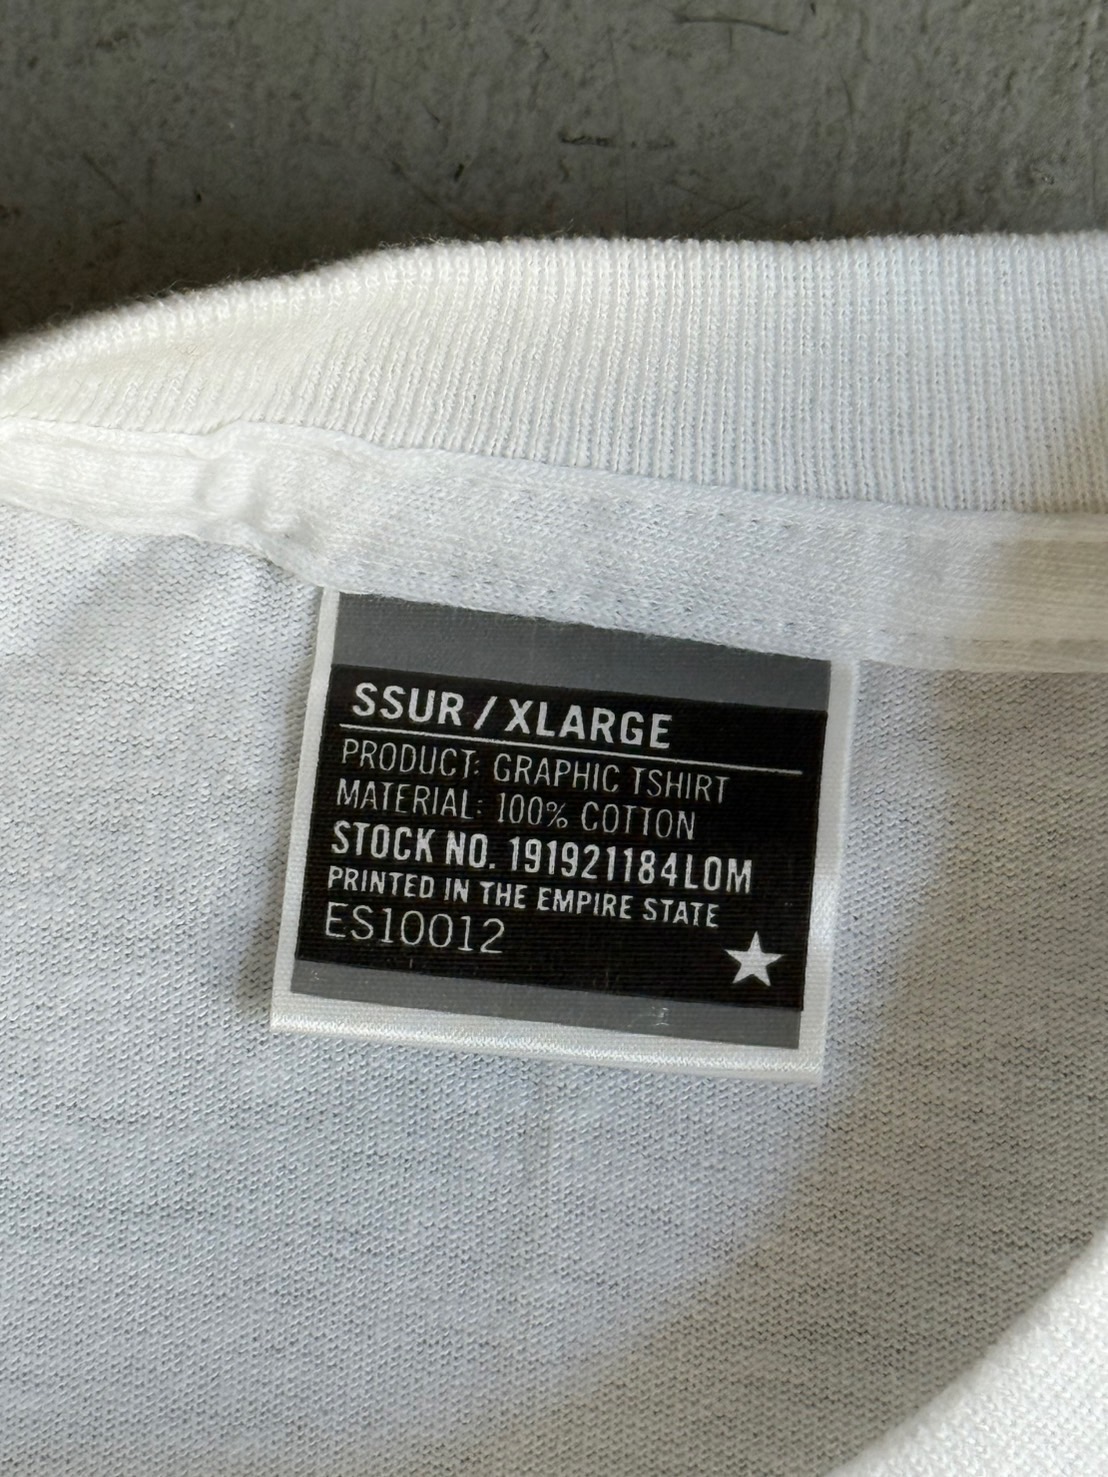 SSUR / XLARGE
PRODUCT: GRAPHIC TSHIRT
MATERIAL: 100% COTTON
STOCK NO. 191921184LOM
PRINTED IN THE EMPIRE STATE
ES10012